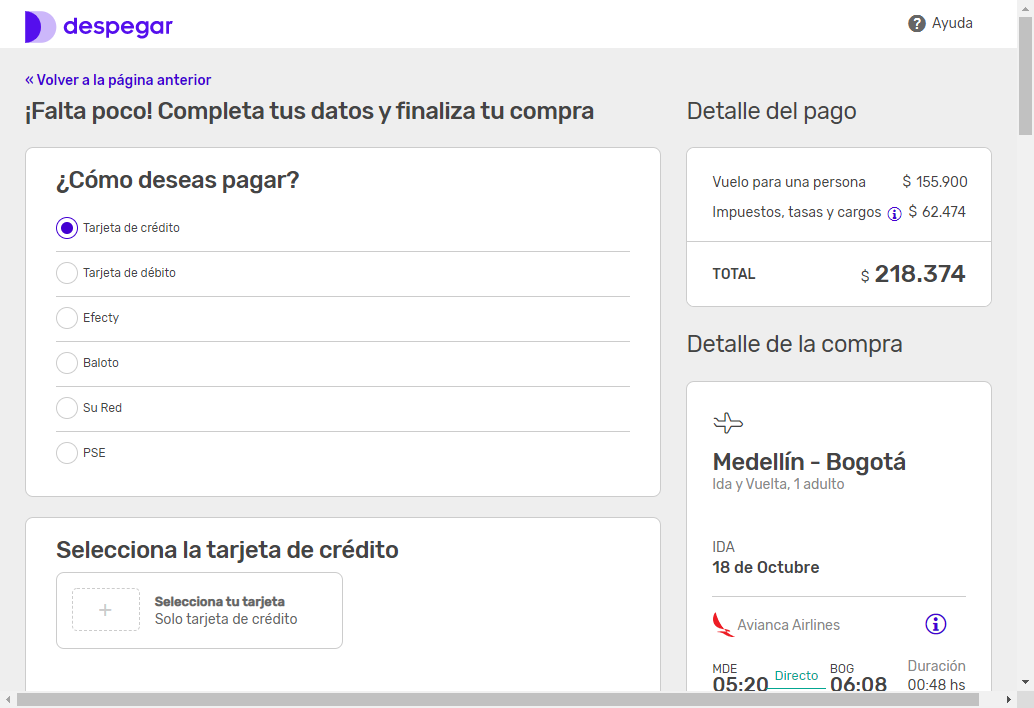 despegar
Ayuda
« Volver a la página anterior
¡Falta poco! Completa tus datos y finaliza tu compra
¿Cómo deseas pagar?
Tarjeta de crédito
Tarjeta de débito
Efecty
Baloto
Su Red
PSE
Selecciona la tarjeta de crédito
Selecciona tu tarjeta
Solo tarjeta de crédito
Detalle del pago
Vuelo para una persona $ 155.900
Impuestos, tasas y cargos $ 62.474
TOTAL $ 218.374
Detalle de la compra
Medellín - Bogotá
Ida y Vuelta, 1 adulto
IDA
18 de Octubre
Avianca Airlines
MDE Directo BOG Duración
05:20 06:08 00:48 hs